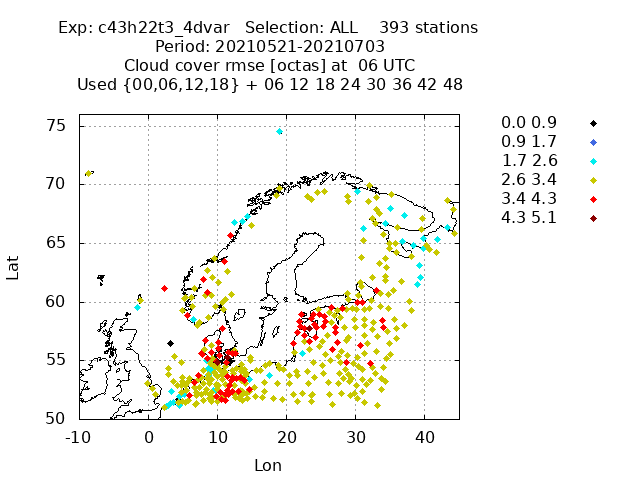 Exp: c43h22t3_4dvar   Selection: ALL    393 stations
Period: 20210521-20210703
Cloud cover rmse [octas] at  06 UTC
Used {00,06,12,18} + 06 12 18 24 30 36 42 48
0.0 0.9
0.9 1.7
1.7 2.6
2.6 3.4
3.4 4.3
4.3 5.1
75
70
65
60
55
50
Lat
-10 0 10 20 30 40
Lon